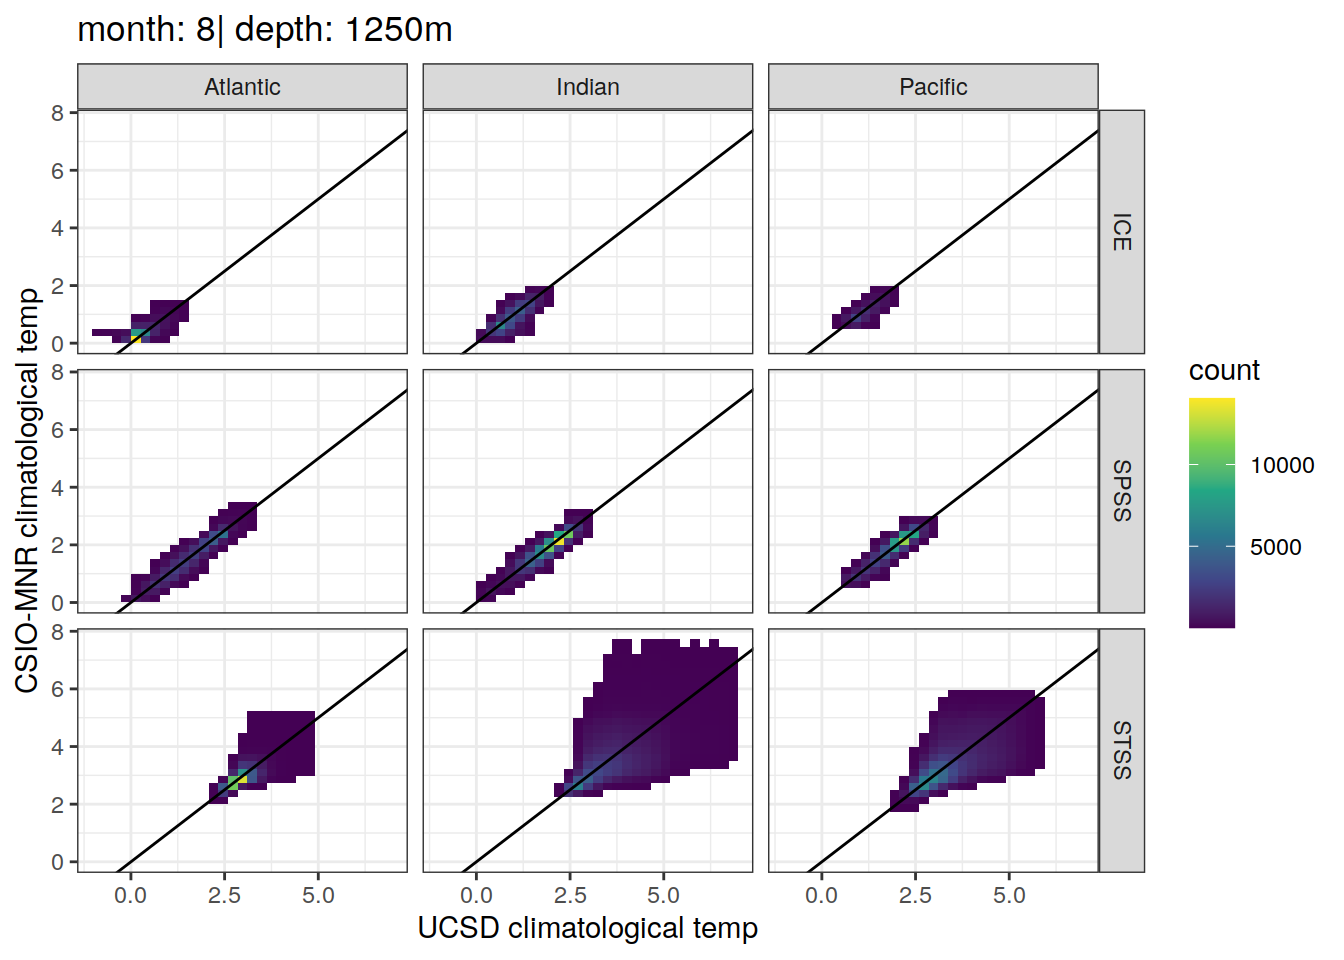 month: 8| depth: 1250m
Atlantic
Indian
Pacific
8
6
4
2
0
ICE
8
6
4
2
0
SPSS
8
6
4
2
0
STSS
0.0
2.5
5.0
0.0
2.5
5.0
0.0
2.5
5.0
UCSD climatological temp
CSIO-MNR climatological temp
count
10000
5000